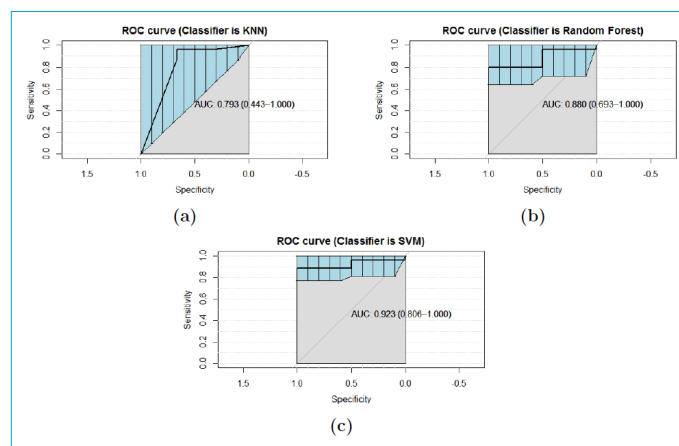 ROC curve (Classifier is KNN)
Sensitivity
1.0
0.8
0.6
0.4
0.2
0.0
AUC: 0.793 (0.443–1.000)
1.5 1.0 0.5 0.0 -0.5
Specificity
(a)
ROC curve (Classifier is Random Forest)
Sensitivity
1.0
0.8
0.6
0.4
0.2
0.0
AUC: 0.880 (0.693–1.000)
1.5 1.0 0.5 0.0 -0.5
Specificity
(b)
ROC curve (Classifier is SVM)
Sensitivity
1.0
0.8
0.6
0.4
0.2
0.0
AUC: 0.923 (0.806–1.000)
1.5 1.0 0.5 0.0 -0.5
Specificity
(c)